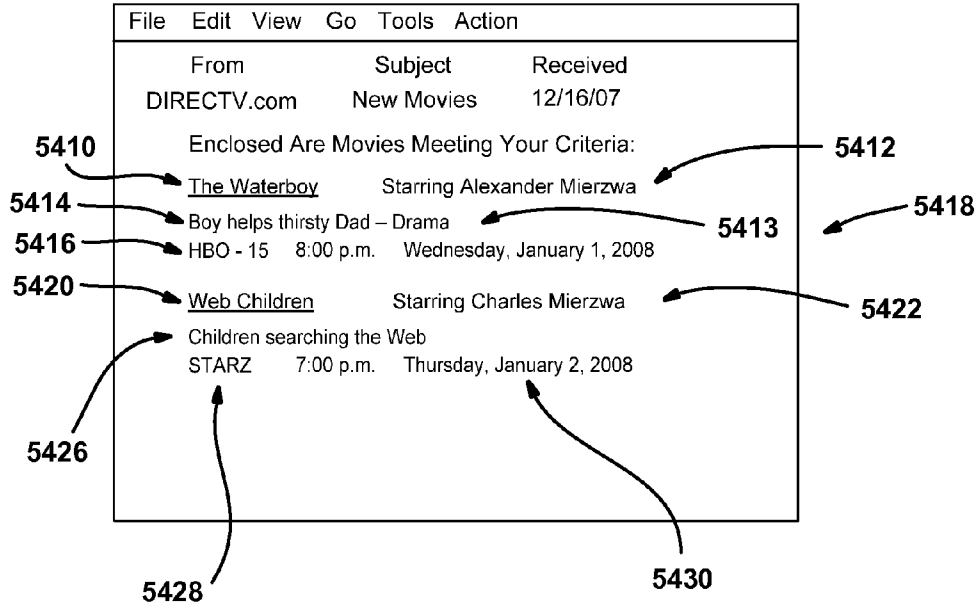 File Edit View Go Tools Action
From Subject Received
DIRECTV.com New Movies 12/16/07
Enclosed Are Movies Meeting Your Criteria:
5410 5412
The Waterboy Starring Alexander Mierzwa
5414 5418
Boy helps thirsty Dad – Drama 5413
5416 HBO - 15 8:00 p.m. Wednesday, January 1, 2008
5420
Web Children Starring Charles Mierzwa 5422
Children searching the Web
STARZ 7:00 p.m. Thursday, January 2, 2008
5426
5428 5430